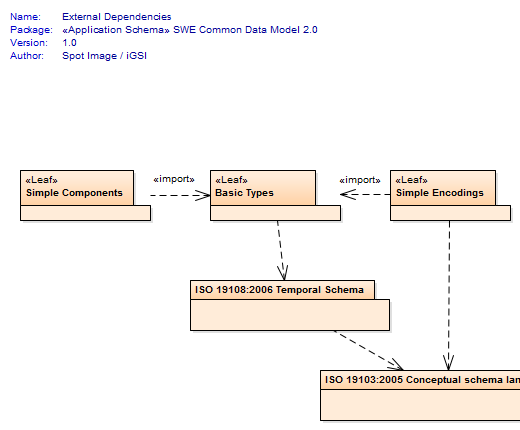 Name: External Dependencies
Package: «Application Schema» SWE Common Data Model 2.0
Version: 1.0
Author: Spot Image / iGSI
«Leaf»
Simple Components
«import»
«Leaf»
Basic Types
«import»
«Leaf»
Simple Encodings
ISO 19108:2006 Temporal Schema
ISO 19103:2005 Conceptual schema lan